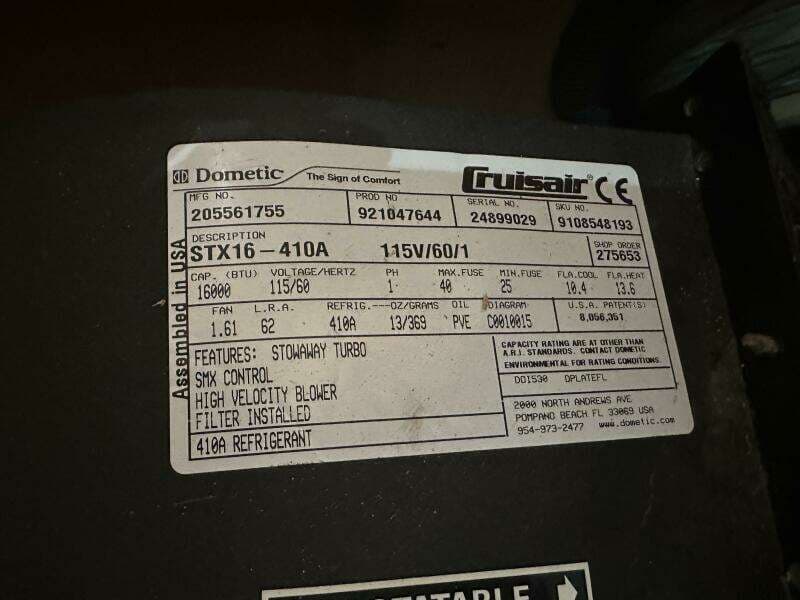 Dometic The Sign of Comfort Cruisair® CE
MFG NO. PROD NO SERIAL NO. SKU NO.
205561755 921047644 24899029 9108548193
DESCRIPTION SHOP ORDER
STX16-410A 115V/60/1 275653
CAP. (BTU) VOLTAGE/HERTZ PH MAX.FUSE MIN.FUSE FLA.COOL FLA.HEAT
16000 115/60 1 40 25 10.4 13.6
FAN L.R.A. REFRIG.---OZ/GRAMS OIL DIAGRAM U.S.A. PATENT(S)
1.61 62 410A 13/369 PVE C0010015 8,056,351
FEATURES: STOWAWAY TURBO
SMX CONTROL
HIGH VELOCITY BLOWER
FILTER INSTALLED
410A REFRIGERANT
CAPACITY RATING ARE AT OTHER THAN
A.R.I. STANDARDS. CONTACT DOMETIC
FOR RATING CONDITIONS.
DDI530 DPLATEFL
2000 NORTH ANDREWS AVE
POMPANO BEACH FL 33069 USA
954-973-2477 www.dometic.com
Assembled in USA